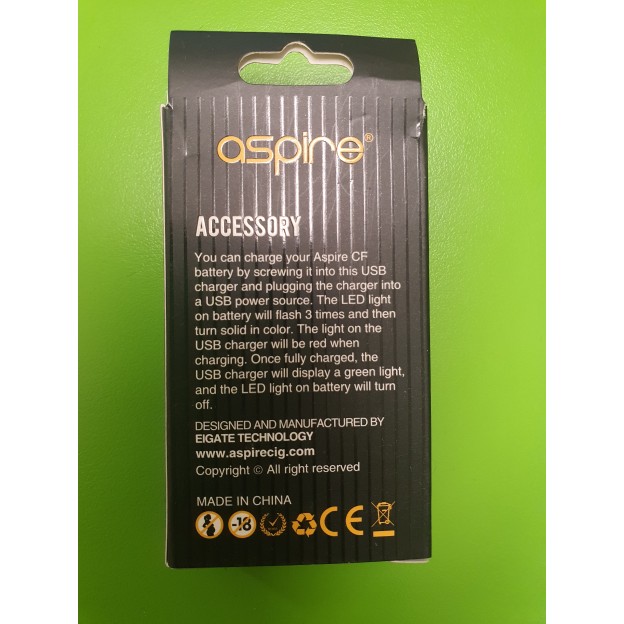 aspire®
ACCESSORY
You can charge your Aspire CF
battery by screwing it into this USB
charger and plugging the charger into
a USB power source. The LED light
on battery will flash 3 times and then
turn solid in color. The light on the
USB charger will be red when
charging. Once fully charged, the
USB charger will display a green light,
and the LED light on battery will turn
off.
DESIGNED AND MANUFACTURED BY
EIGATE TECHNOLOGY
www.aspirecig.com
Copyright © All right reserved
MADE IN CHINA
-18 CE